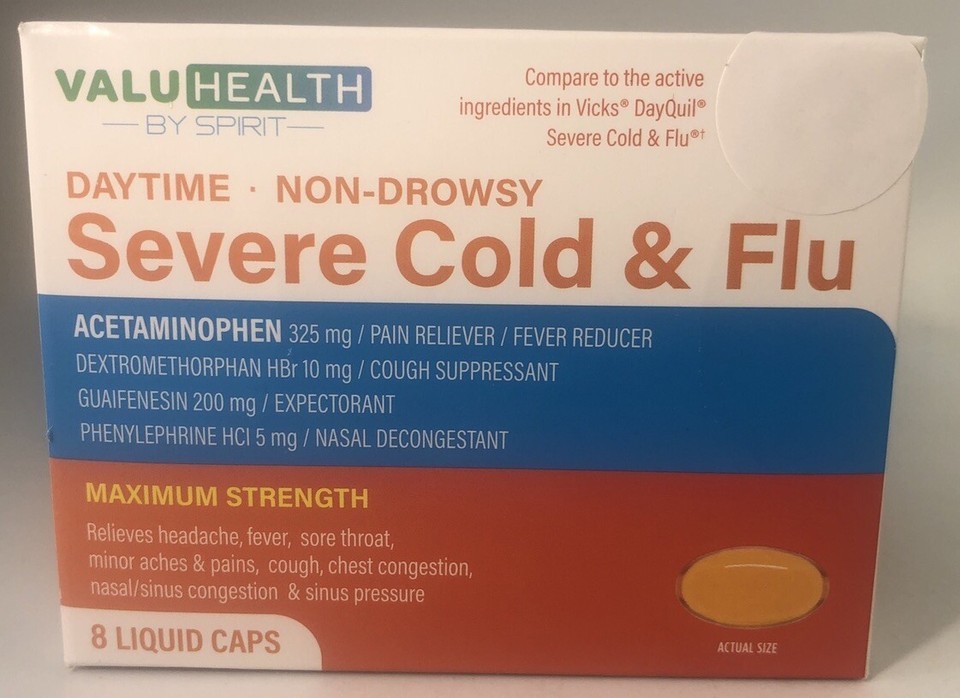 VALUHEALTH
BY SPIRIT
Compare to the active
ingredients in Vicks® DayQuil®
Severe Cold & Flu®†
DAYTIME · NON-DROWSY
Severe Cold & Flu
ACETAMINOPHEN 325 mg / PAIN RELIEVER / FEVER REDUCER
DEXTROMETHORPHAN HBr 10 mg / COUGH SUPPRESSANT
GUAIFENESIN 200 mg / EXPECTORANT
PHENYLEPHRINE HCl 5 mg / NASAL DECONGESTANT
MAXIMUM STRENGTH
Relieves headache, fever, sore throat,
minor aches & pains, cough, chest congestion,
nasal/sinus congestion & sinus pressure
8 LIQUID CAPS
ACTUAL SIZE